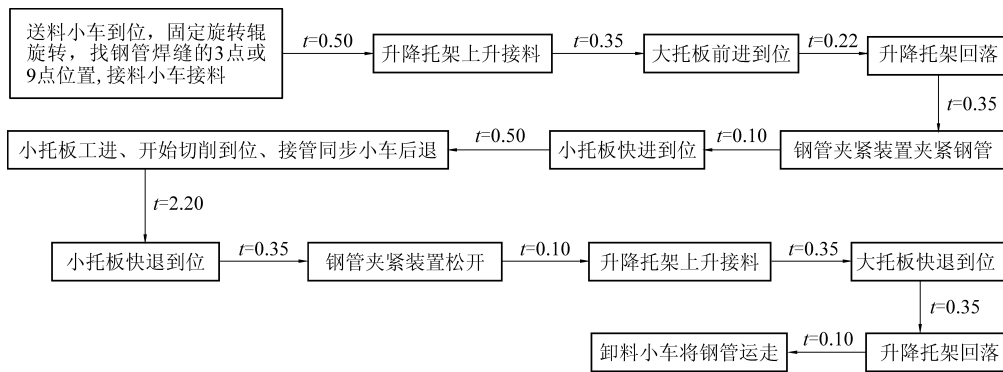 送料小车到位，固定旋转辊
旋转，找钢管焊缝的3点或
9点位置,接料小车接料
t=0.50
升降托架上升接料
t=0.35
大托板前进到位
t=0.22
升降托架回落
t=0.35
钢管夹紧装置夹紧钢管
t=0.10
小托板快进到位
t=0.50
小托板工进、开始切削到位、接管同步小车后退
t=2.20
小托板快退到位
t=0.35
钢管夹紧装置松开
t=0.10
升降托架上升接料
t=0.35
大托板快退到位
t=0.35
升降托架回落
t=0.10
卸料小车将钢管运走